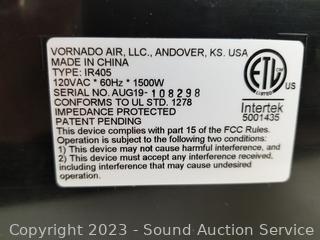 VORNADO AIR, LLC., ANDOVER, KS. USA
MADE IN CHINA
TYPE: IR405
120VAC * 60Hz * 1500W
SERIAL NO. AUG19-108298
CONFORMS TO UL STD. 1278
IMPEDANCE PROTECTED
PATENT PENDING
ETL
US
Intertek
5001435
This device complies with part 15 of the FCC Rules.
Operation is subject to the following two conditions:
1) This device may not cause harmful interference, and
2) This device must accept any interference received,
including interference that may cause undesired operation.
Copyright 2023 - Sound Auction Service